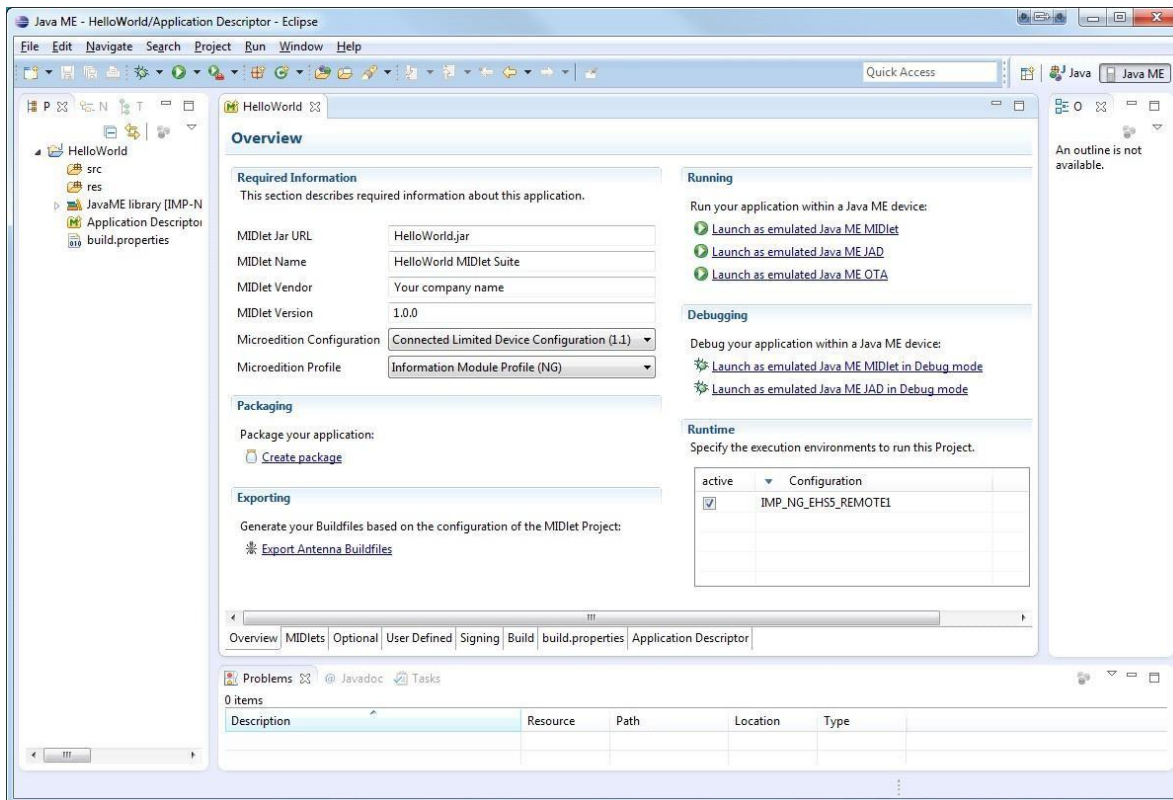 Java ME - HelloWorld/Application Descriptor - Eclipse
File Edit Navigate Search Project Run Window Help
Quick Access
Java
Java ME
P N T
HelloWorld
src
res
JavaME library [IMP-N
Application Descripto
build.properties
HelloWorld
Overview
Required Information
This section describes required information about this application.
MIDlet Jar URL HelloWorld.jar
MIDlet Name HelloWorld MIDlet Suite
MIDlet Vendor Your company name
MIDlet Version 1.0.0
Microedition Configuration Connected Limited Device Configuration (1.1)
Microedition Profile Information Module Profile (NG)
Packaging
Package your application:
Create package
Exporting
Generate your Buildfiles based on the configuration of the MIDlet Project:
Export Antenna Buildfiles
Running
Run your application within a Java ME device:
Launch as emulated Java ME MIDlet
Launch as emulated Java ME JAD
Launch as emulated Java ME OTA
Debugging
Debug your application within a Java ME device:
Launch as emulated Java ME MIDlet in Debug mode
Launch as emulated Java ME JAD in Debug mode
Runtime
Specify the execution environments to run this Project.
active Configuration
IMP_NG_EHS5_REMOTE1
Overview MIDlets Optional User Defined Signing Build build.properties Application Descriptor
O
An outline is not
available.
Problems @ Javadoc Tasks
0 items
Description Resource Path Location Type